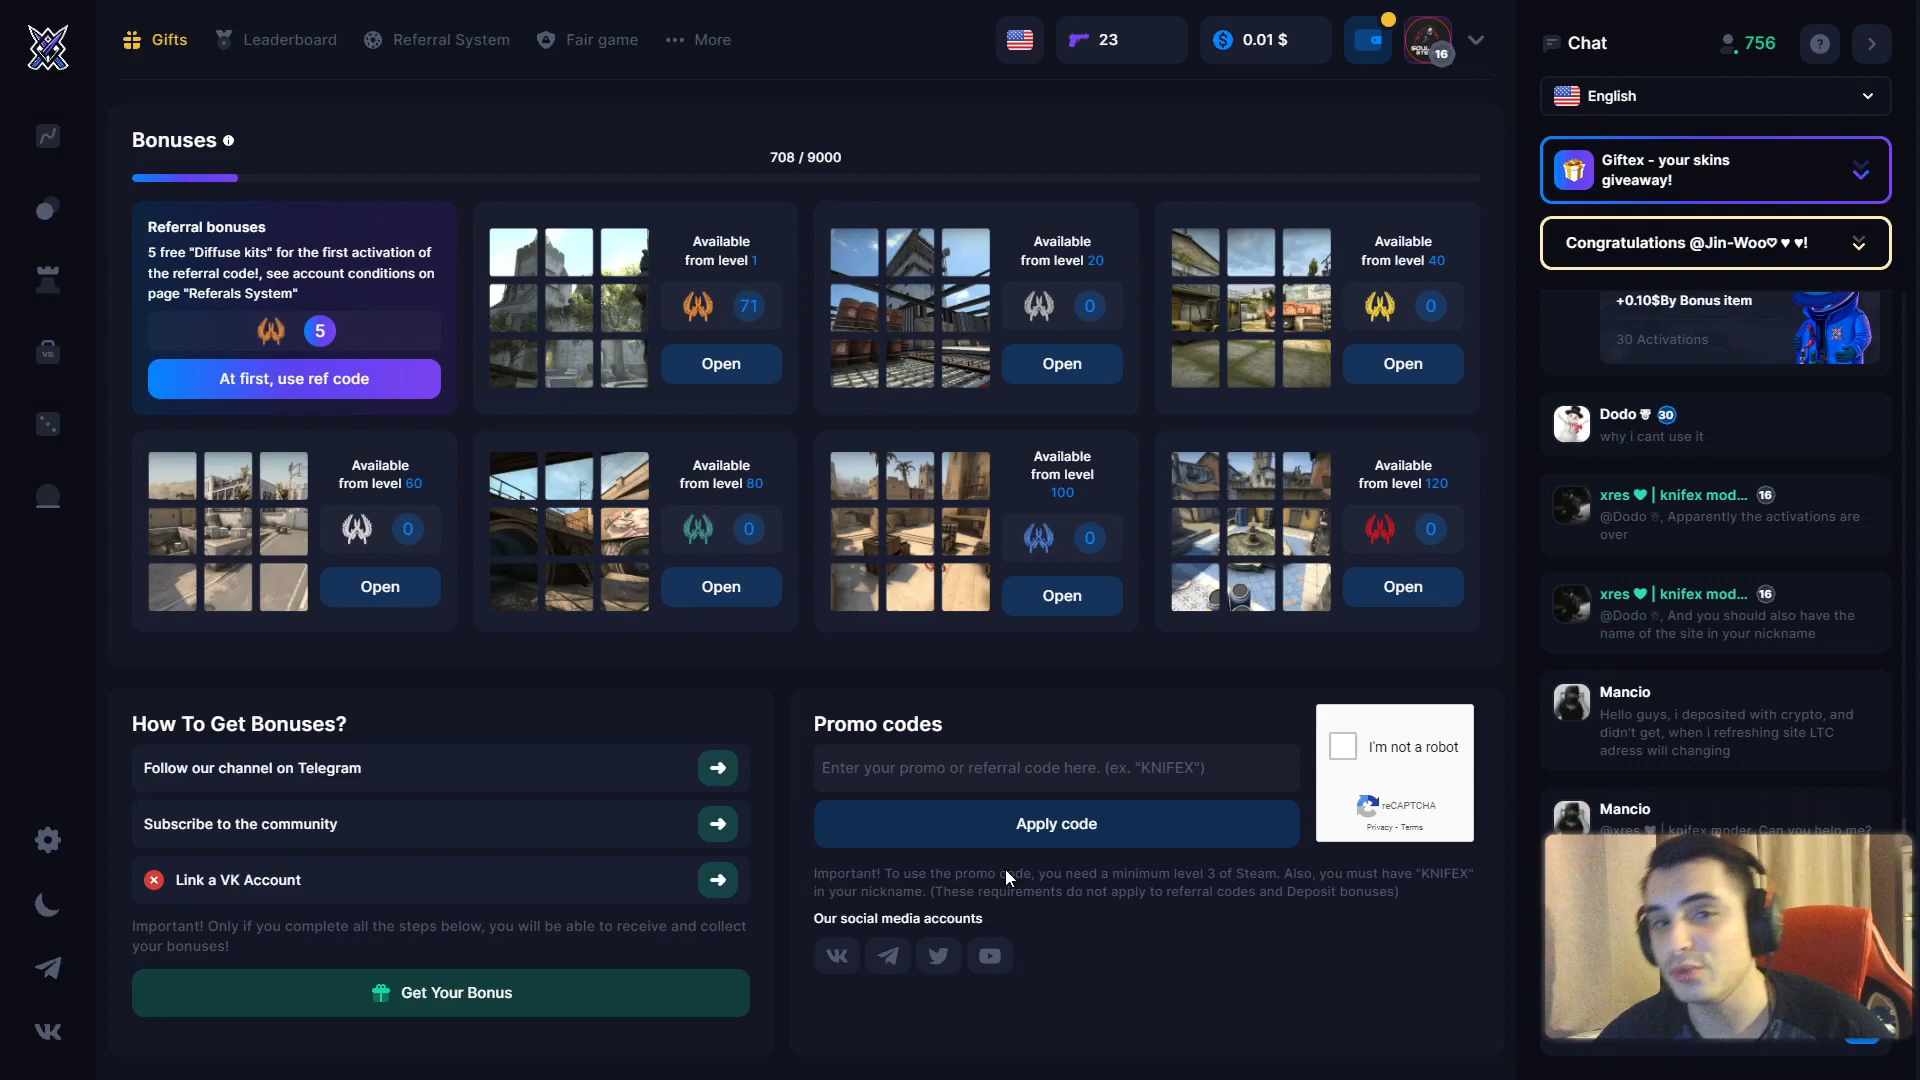 Gifts
Leaderboard
Referral System
Fair game
More
23
0.01 $
16
Bonuses
708 / 9000
Referral bonuses
5 free "Diffuse kits" for the first activation of
the referral code!, see account conditions on
page "Referals System"
5
At first, use ref code
Available
from level 1
71
Open
Available
from level 20
0
Open
Available
from level 40
0
Open
Available
from level 60
0
Open
Available
from level 80
0
Open
Available
from level
100
0
Open
Available
from level 120
0
Open
How To Get Bonuses?
Follow our channel on Telegram
Subscribe to the community
Link a VK Account
Important! Only if you complete all the steps below, you will be able to receive and collect
your bonuses!
Get Your Bonus
Promo codes
Enter your promo or referral code here. (ex. "KNIFEX")
Apply code
I'm not a robot
reCAPTCHA
Privacy - Terms
Important! To use the promo code, you need a minimum level 3 of Steam. Also, you must have "KNIFEX"
in your nickname. (These requirements do not apply to referral codes and Deposit bonuses)
Our social media accounts
Chat
756
English
Giftex - your skins
giveaway!
Congratulations @Jin-Woo♡ ♥ ♥!
+0.10$By Bonus item
30 Activations
Dodo 30
why i cant use it
xres ♥ | knifex mod... 16
@Dodo , Apparently the activations are
over
xres ♥ | knifex mod... 16
@Dodo , And you should also have the
name of the site in your nickname
Mancio
Hello guys, i deposited with crypto, and
didn't get, when i refreshing site LTC
adress will changing
Mancio
@xres ♥ | knifex moder, Can you help me?
VS